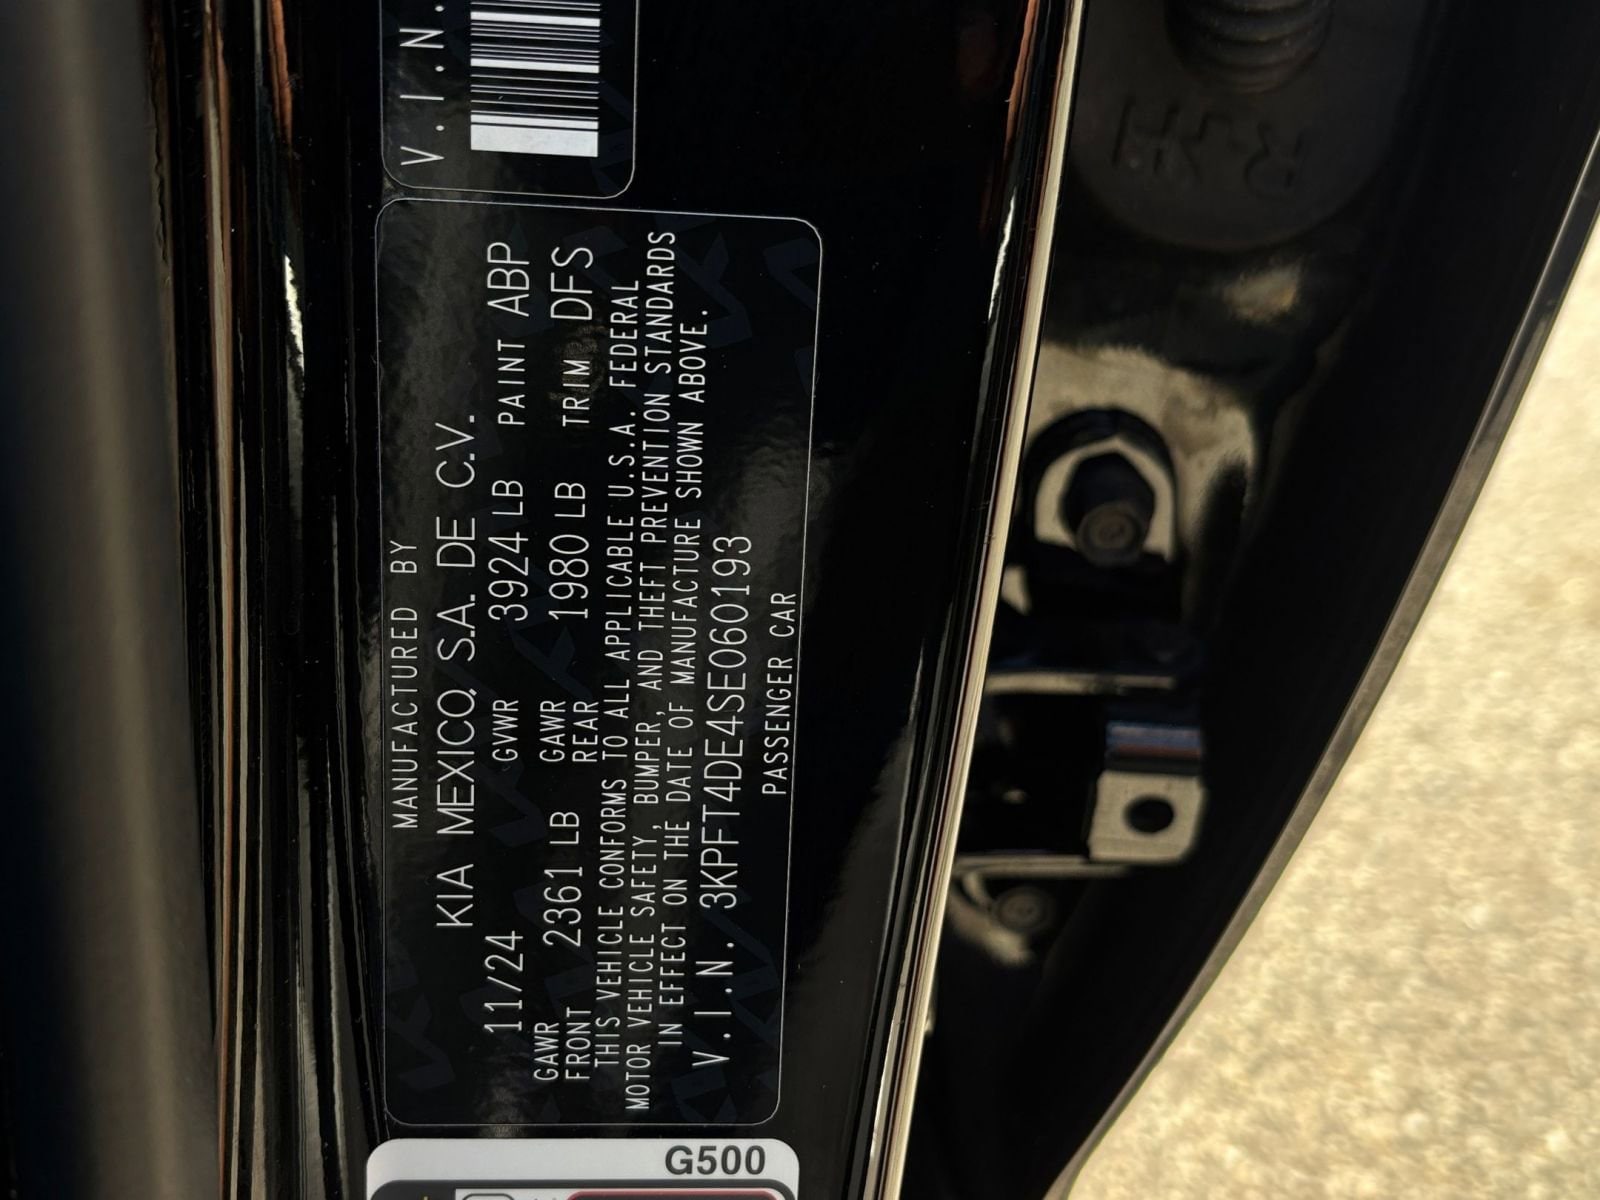 V.I.N.
MANUFACTURED BY
KIA MEXICO, S.A. DE C.V.
11/24 GVWR 3924 LB PAINT ABP
GAWR FRONT 2361 LB GAWR REAR 1980 LB TRIM DFS
THIS VEHICLE CONFORMS TO ALL APPLICABLE U.S.A. FEDERAL
MOTOR VEHICLE SAFETY, BUMPER, AND THEFT PREVENTION STANDARDS
IN EFFECT ON THE DATE OF MANUFACTURE SHOWN ABOVE.
V.I.N. 3KPFT4DE4SE060193
PASSENGER CAR
G500